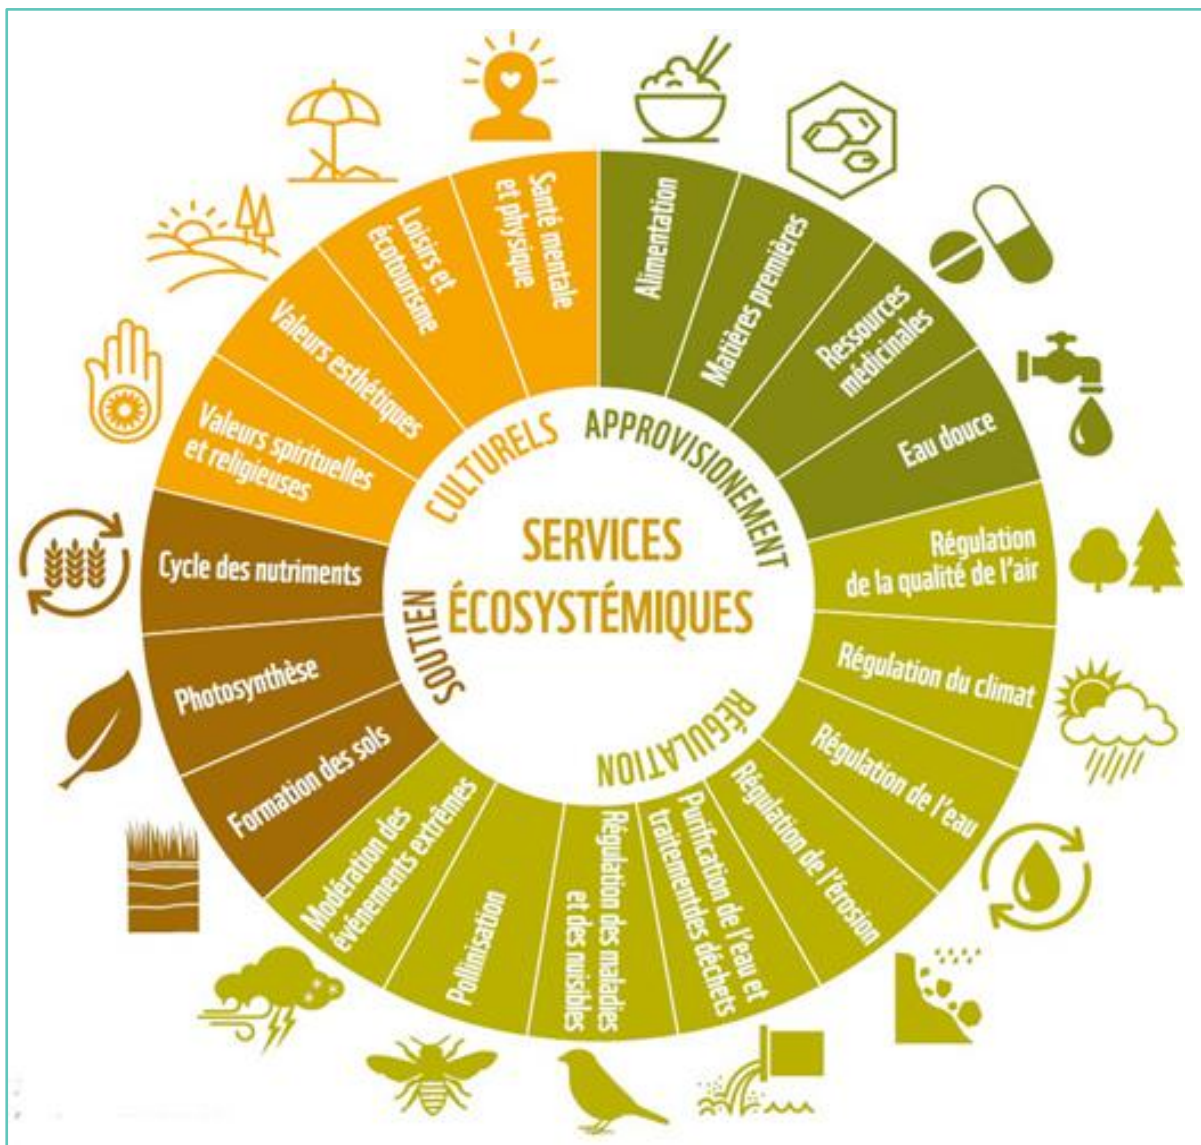 SERVICES
ÉCOSYSTÉMIQUES
APPROVISIONEMENT
Alimentation
Matières premières
Ressources
médicinales
Eau douce
RÉGULATION
Régulation
de la qualité de l'air
Régulation du climat
Régulation de l'eau
Régulation de l'érosion
Purification de l'eau et
traitementdes déchets
Régulation des maladies
et des nuisibles
Pollinisation
Modération des
événements extrêmes
SOUTIEN
Formation des sols
Photosynthèse
Cycle des nutriments
CULTURELS
Valeurs spirituelles
et religieuses
Valeurs esthétiques
Loisirs et
écotourisme
Santé mentale
et physique